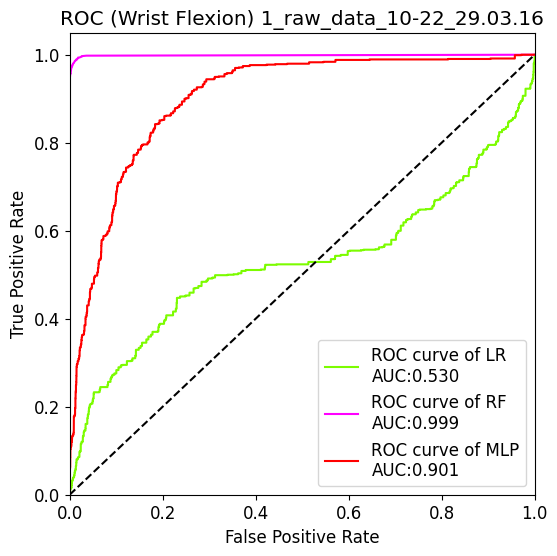 ROC (Wrist Flexion) 1_raw_data_10-22_29.03.16
1.0
0.8
0.6
0.4
0.2
0.0
True Positive Rate
ROC curve of LR
AUC:0.530
ROC curve of RF
AUC:0.999
ROC curve of MLP
AUC:0.901
0.0 0.2 0.4 0.6 0.8 1.0
False Positive Rate